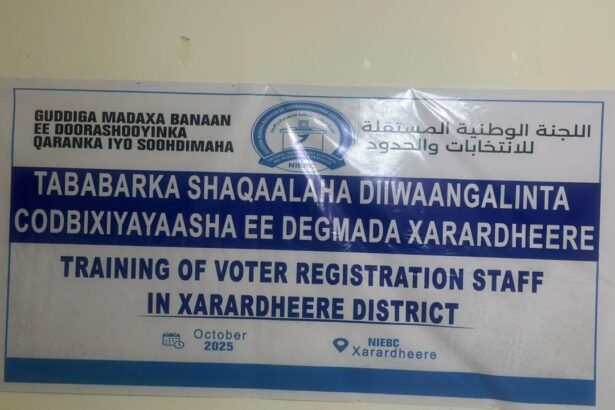 GUDDIGA MADAXA BANAAN
EE DOORASHOOYINKA
QARANKA IYO SOOHDIMAHA
NIEBC
اللجنة الوطنية المستقلة
للانتخابات والحدود
TABABARKA SHAQAALAHA DIIWAANGALINTA
CODBIXIYAYAASHA EE DEGMADA XARARDHEERE
TRAINING OF VOTER REGISTRATION STAFF
IN XARARDHEERE DISTRICT
October
2025
NIEBC
Xarardheere